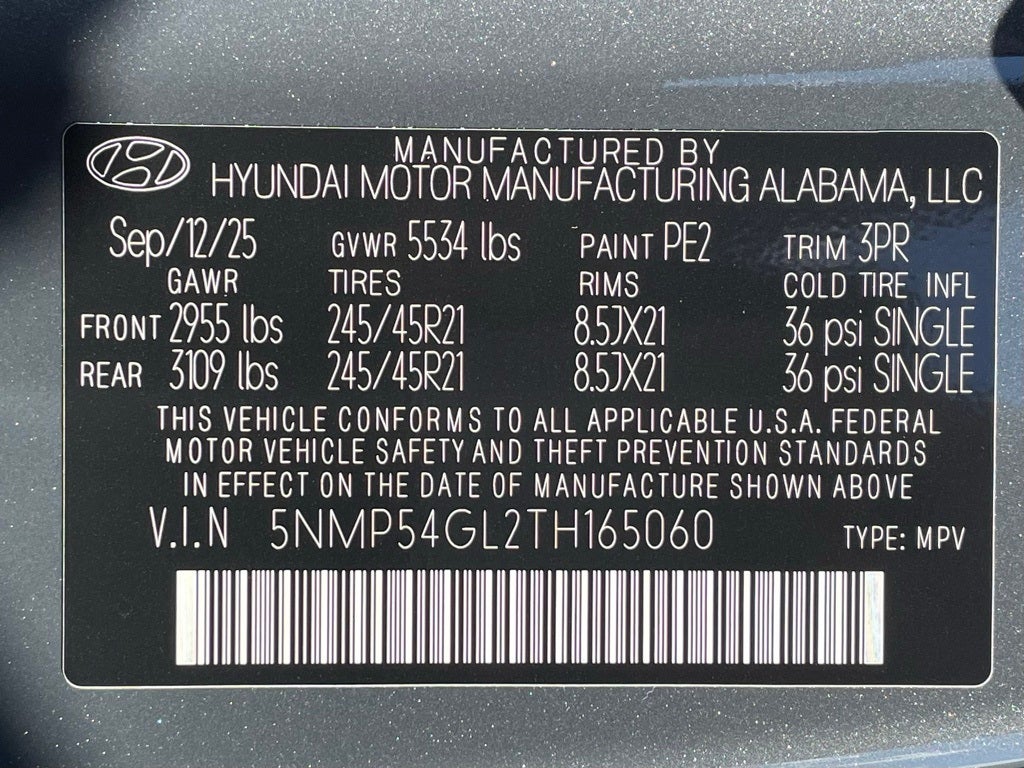 MANUFACTURED BY
HYUNDAI MOTOR MANUFACTURING ALABAMA, LLC
Sep/12/25 GVWR 5534 lbs PAINT PE2 TRIM 3PR
GAWR TIRES RIMS COLD TIRE INFL
FRONT 2955 lbs 245/45R21 8.5JX21 36 psi SINGLE
REAR 3109 lbs 245/45R21 8.5JX21 36 psi SINGLE
THIS VEHICLE CONFORMS TO ALL APPLICABLE U.S.A. FEDERAL
MOTOR VEHICLE SAFETY AND THEFT PREVENTION STANDARDS
IN EFFECT ON THE DATE OF MANUFACTURE SHOWN ABOVE
V.I.N 5NMP54GL2TH165060 TYPE: MPV